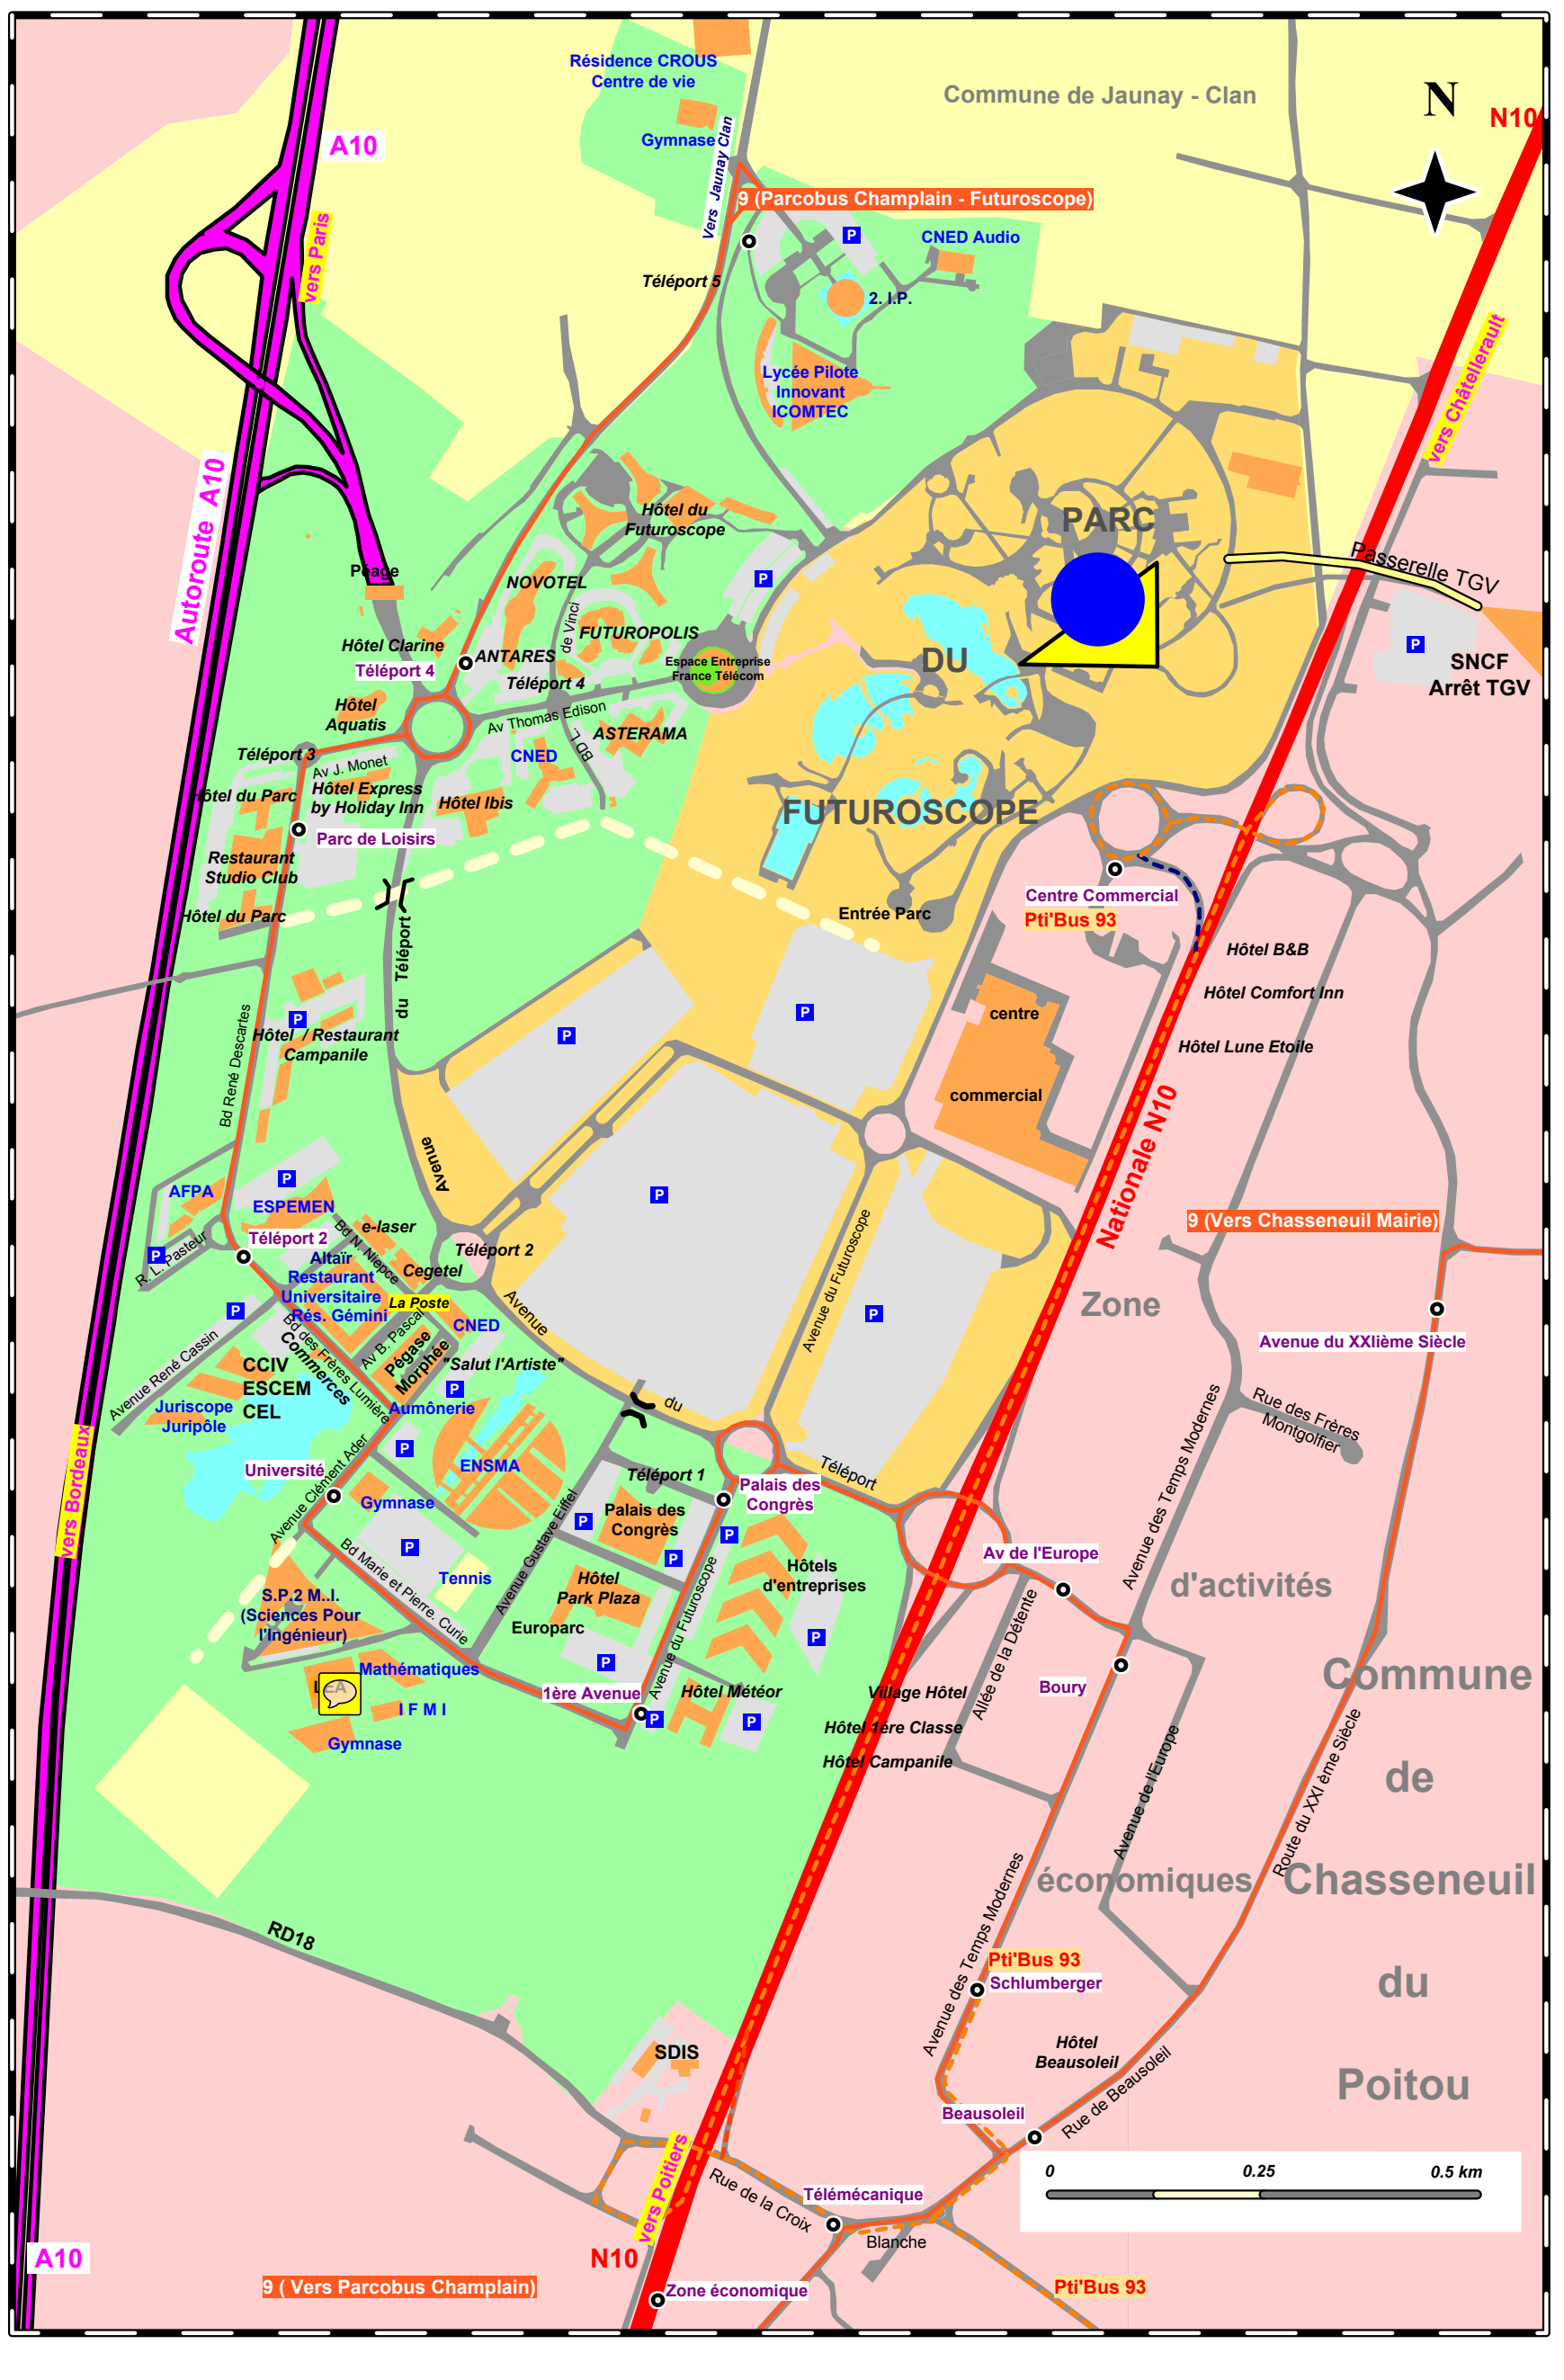 Résidence CROUS
Centre de vie
Commune de Jaunay - Clan
N
N10
A10
Gymnase
Vers Jaunay Clan
9 (Parcobus Champlain - Futuroscope)
vers Paris
CNED Audio
Téléport 5
2. I.P.
Lycée Pilote
Innovant
ICOMTEC
vers Châtellerault
Autoroute A10
Hôtel du
Futuroscope
PARC
Passerelle TGV
Péage
NOVOTEL
P
de Vinci
FUTUROPOLIS
Hôtel Clarine
ANTARES
Téléport 4
Téléport 4
Espace Entreprise
France Télécom
DU
P
SNCF
Arrêt TGV
Hôtel
Aquatis
Av Thomas Edison
ASTERAMA
BD L.
CNED
Téléport 3
Av J. Monet
Hôtel du Parc
Hôtel Express
by Holiday Inn
Hôtel Ibis
FUTUROSCOPE
Parc de Loisirs
Restaurant
Studio Club
Hôtel du Parc
Entrée Parc
Centre Commercial
Pti'Bus 93
Hôtel B&B
Hôtel Comfort Inn
Hôtel Lune Etoile
du Téléport
P
P
P
P
centre
commercial
Hôtel / Restaurant
Campanile
Bd René Descartes
Nationale N10
Avenue
P
AFPA
ESPEMEN
P
P
R. L. Pasteur
Téléport 2
Bd N. Niepce
e-laser
Téléport 2
Cegetel
Altaïr
Restaurant
Universitaire
Rés. Gémini
La Poste
CNED
Avenue
Avenue du Futuroscope
P
Zone
9 (Vers Chasseneuil Mairie)
Avenue du XXIième Siècle
P
Avenue René Cassin
Bd des Frères Lumière
Commerces
Av B. Pascal
Pégase
Morphée
"Salut l'Artiste"
P
CCIV
ESCEM
CEL
Juriscope
Juripôle
Aumônerie
du
Rue des Frères
Montgolfier
Avenue des Temps Modernes
vers Bordeaux
Université
Avenue Clément Ader
P
ENSMA
Gymnase
Téléport 1
Téléport
Palais des
Congrès
Palais des
Congrès
P
P
P
P
Avenue Gustave Eiffel
Av de l'Europe
Bd Marie et Pierre. Curie
Tennis
Hôtel
Park Plaza
Hôtels
d'entreprises
Europarc
P
P
Avenue du Futuroscope
d'activités
S.P.2 M..I.
(Sciences Pour
l'Ingénieur)
Mathématiques
LEA
I F M I
Gymnase
1ère Avenue
P
P
Hôtel Météor
Village Hôtel
Hôtel 1ére Classe
Hôtel Campanile
Allée de la Détente
Boury
Avenue de l'Europe
Route du XXI ème Siècle
Commune
de
Chasseneuil
du
Poitou
économiques
Avenue des Temps Modernes
RD18
Pti'Bus 93
Schlumberger
Hôtel
Beausoleil
SDIS
Beausoleil
Rue de Beausoleil
vers Poitiers
Rue de la Croix
Blanche
Télémécanique
0 0.25 0.5 km
A10
N10
9 ( Vers Parcobus Champlain)
Zone économique
Pti'Bus 93